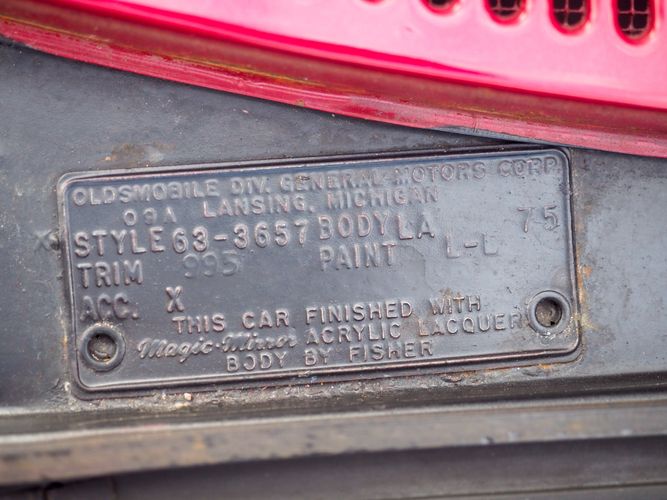 OLDSMOBILE DIV. GENERAL MOTORS CORP.
09A LANSING, MICHIGAN
STYLE 63-3657 BODY LA 75
TRIM 995 PAINT L-L
ACC. X
THIS CAR FINISHED WITH
Magic-Mirror ACRYLIC LACQUER
BODY BY FISHER